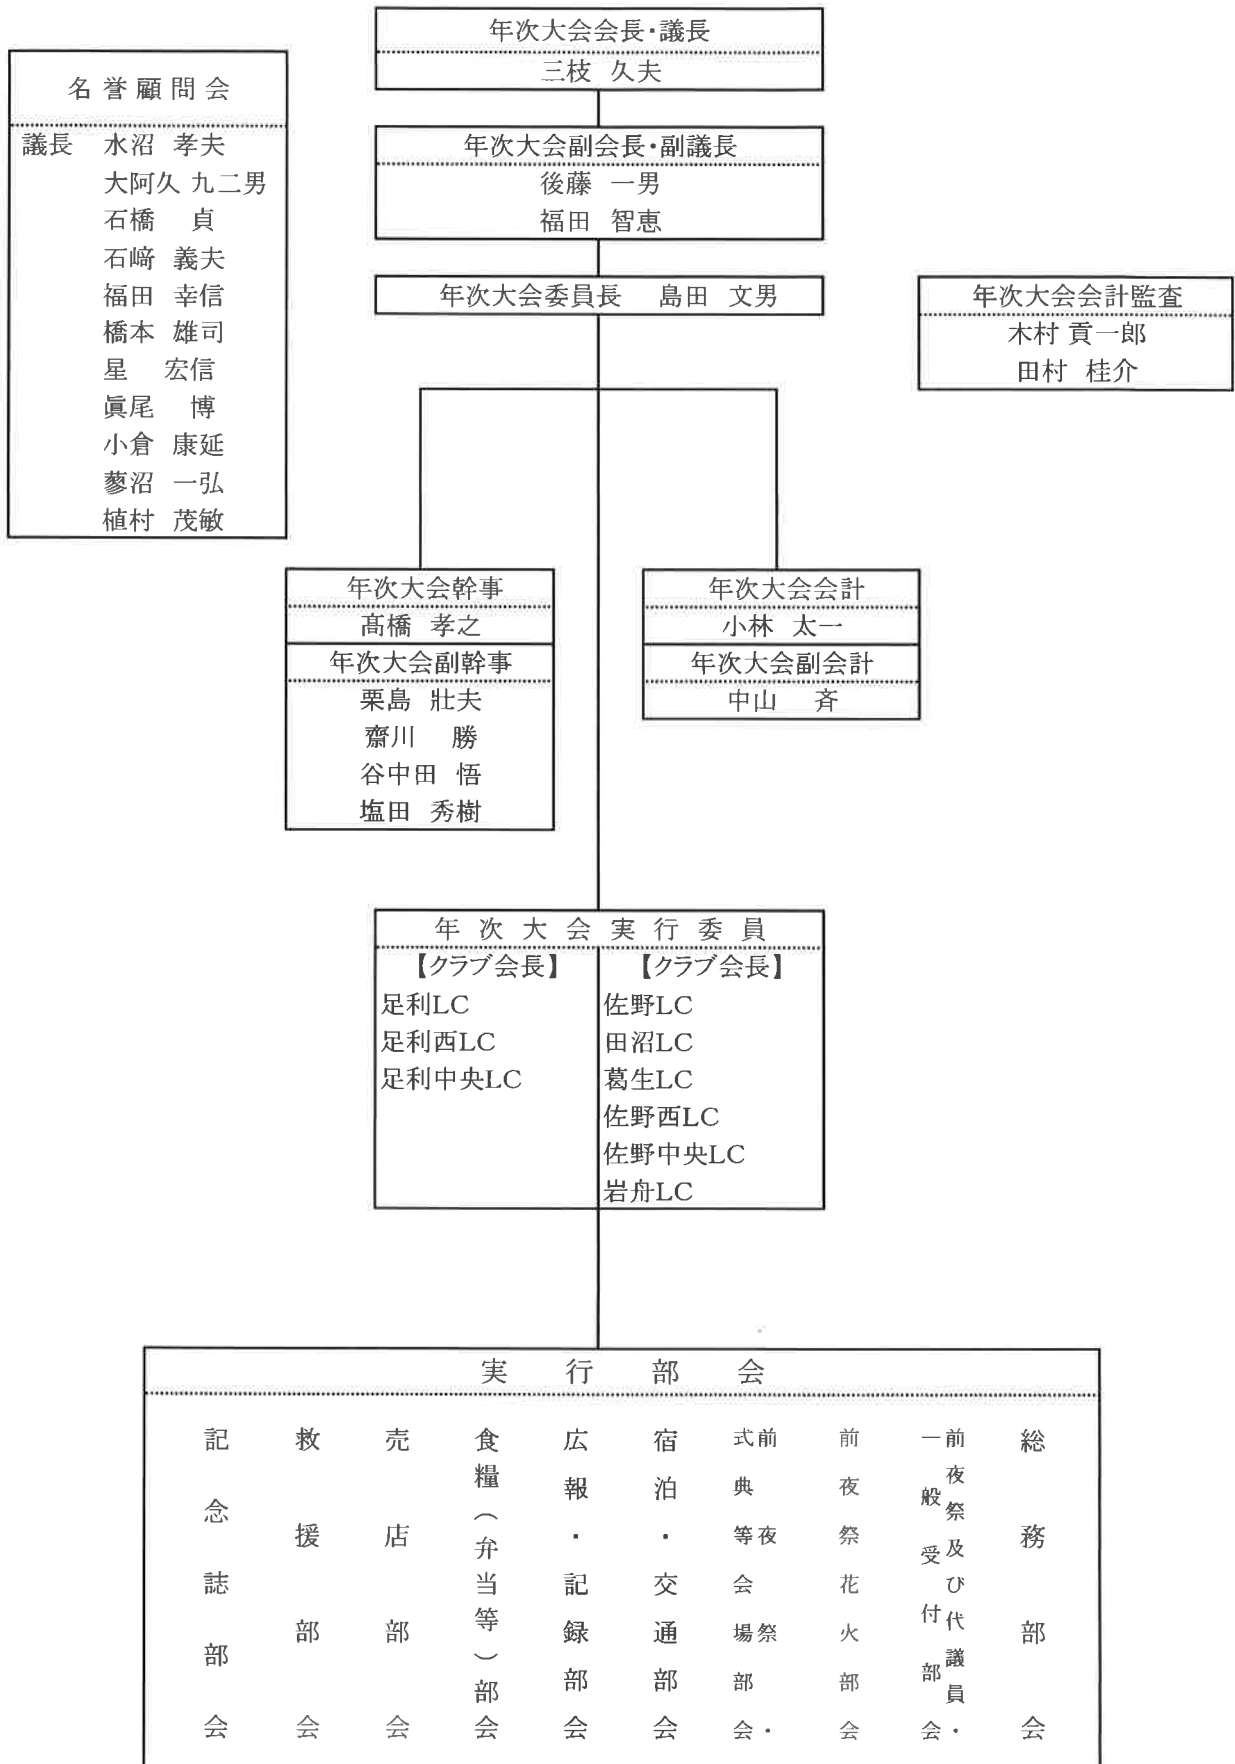 年次大会会長・議長
三枝 久夫
名誉顧問会
議長 水沼 孝夫
大阿久 九二男
石橋 貞
石﨑 義夫
福田 幸信
橋本 雄司
星 宏信
眞尾 博
小倉 康延
蓼沼 一弘
植村 茂敏
年次大会副会長・副議長
後藤 一男
福田 智恵
年次大会委員長 島田 文男
年次大会会計監査
木村 貢一郎
田村 桂介
年次大会幹事
髙橋 孝之
年次大会副幹事
栗島 壯夫
齋川 勝
谷中田 悟
塩田 秀樹
年次大会会計
小林 太一
年次大会副会計
中山 斉
年次大会実行委員
【クラブ会長】
足利LC
足利西LC
足利中央LC
【クラブ会長】
佐野LC
田沼LC
葛生LC
佐野西LC
佐野中央LC
岩舟LC
実行部会
総務部会
前夜祭及び代議員・
一般受付部会
前夜祭花火部会
前夜祭・
式典等会場部会
宿泊・交通部会
広報・記録部会
食糧(弁当等)部会
売店部会
救援部会
記念誌部会